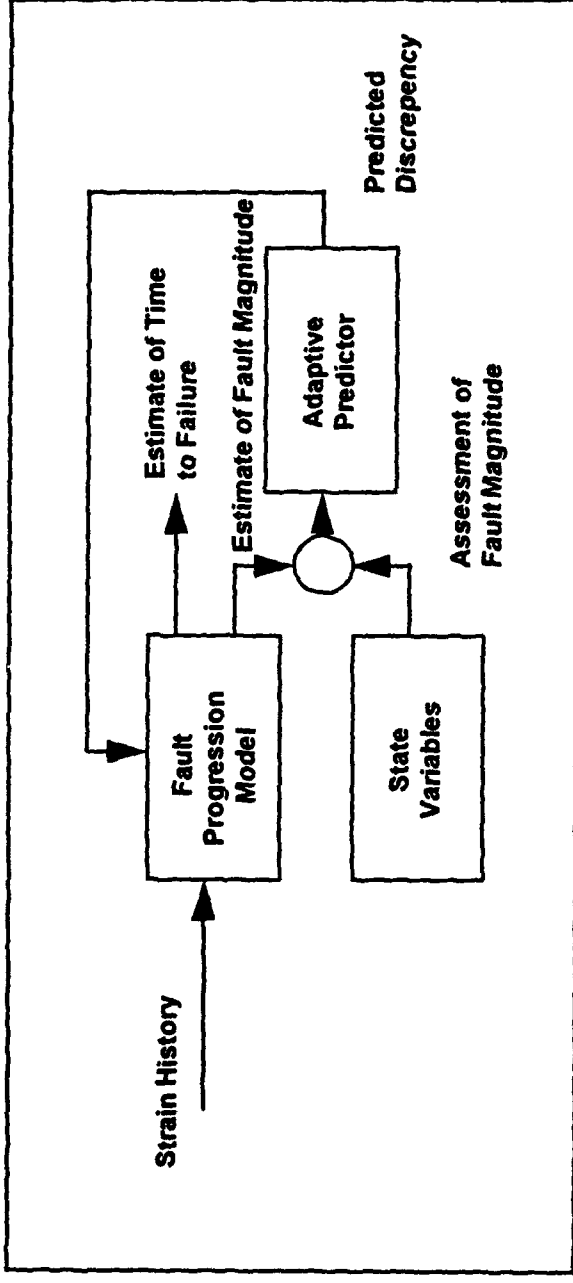 Strain History
Fault
Progression
Model
Estimate of Time
to Failure
Estimate of Fault Magnitude
State
Variables
Assessment of
Fault Magnitude
Adaptive
Predictor
Predicted
Discrepency